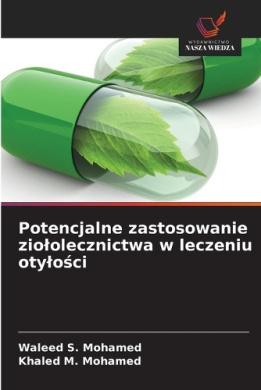 WYDAWNICTWO
NASZA WIEDZA
Potencjalne zastosowanie
ziołolecznictwa w leczeniu
otyłości
Waleed S. Mohamed
Khaled M. Mohamed